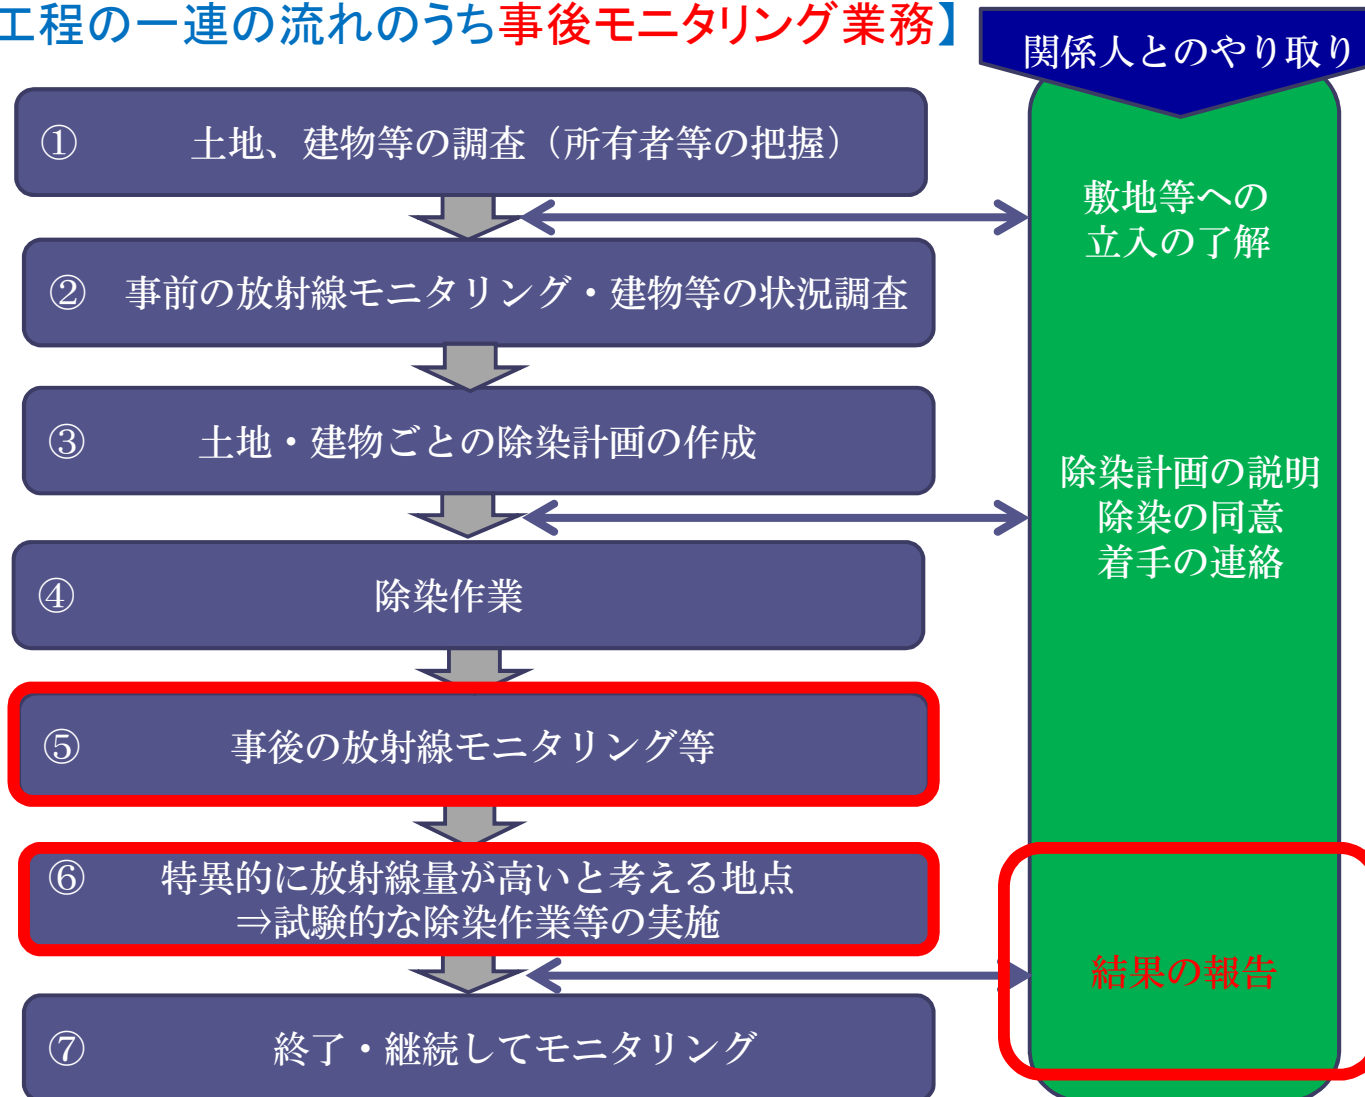 工程の一連の流れのうち事後モニタリング業務】
関係人とのやり取り
① 土地、建物等の調査（所有者等の把握）
敷地等への
立入の了解
② 事前の放射線モニタリング・建物等の状況調査
③ 土地・建物ごとの除染計画の作成
除染計画の説明
除染の同意
着手の連絡
④ 除染作業
⑤ 事後の放射線モニタリング等
⑥ 特異的に放射線量が高いと考える地点
⇒試験的な除染作業等の実施
結果の報告
⑦ 終了・継続してモニタリング